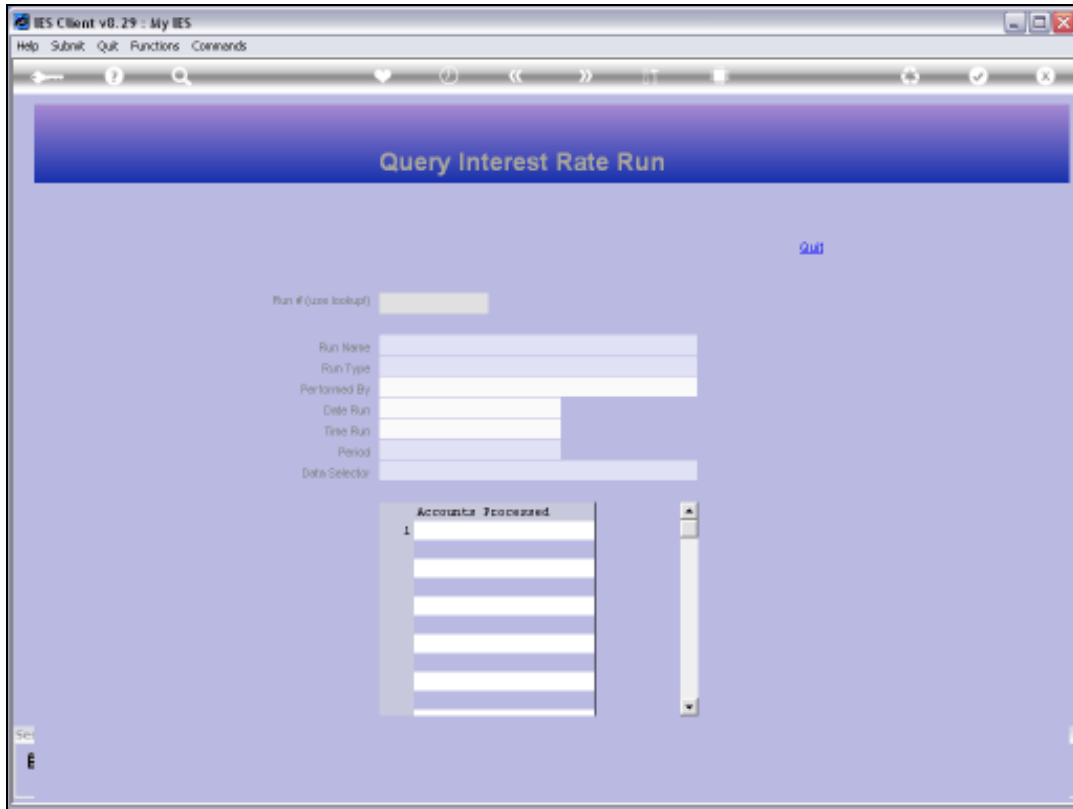 IES Client v8.29 : My IES
Help Submit Quit Functions Commands
Query Interest Rate Run
Quit
Run # (use lookup!)
Run Name
Run Type
Performed By
Date Run
Time Run
Period
Data Selector
Accounts Processed
1